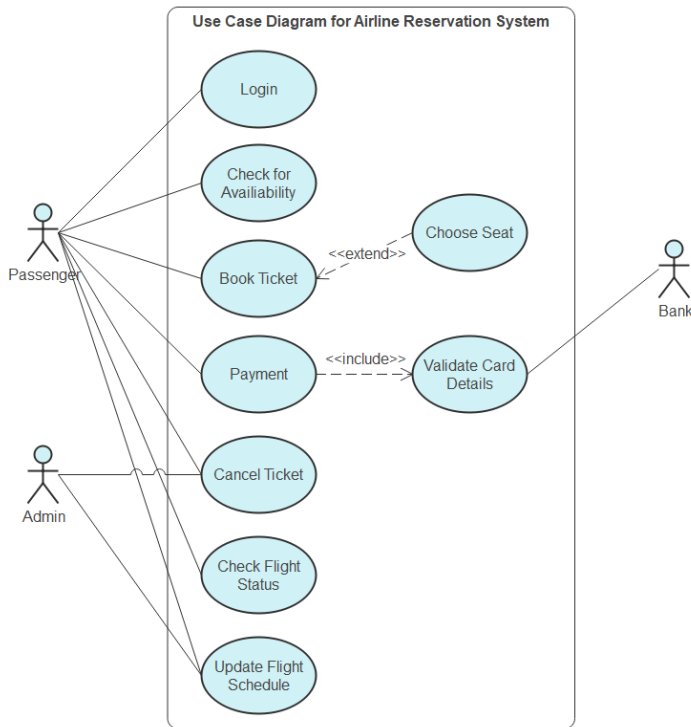 Use Case Diagram for Airline Reservation System
Login
Check for
Availiability
Choose Seat
<<extend>>
Passenger
Book Ticket
Bank
<<include>>
Payment
Validate Card
Details
Cancel Ticket
Admin
Check Flight
Status
Update Flight
Schedule